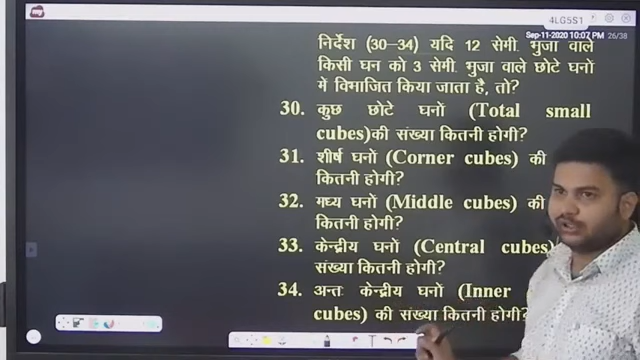 4LG5S1
Sep-11-2020 10:07 PM 26/38
निर्देश (30–34) यदि 12 सेमी. भुजा वाले
किसी घन को 3 सेमी. भुजा वाले छोटे घनों
में विभाजित किया जाता है, तो?
30. कुछ छोटे घनों (Total small
cubes)की संख्या कितनी होगी?
31. शीर्ष घनों (Corner cubes) की
कितनी होगी?
32. मध्य घनों (Middle cubes) की
कितनी होगी?
33. केन्द्रीय घनों (Central cubes)
संख्या कितनी होगी?
34. अन्तः केन्द्रीय घनों (Inner
cubes) की संख्या कितनी होगी?